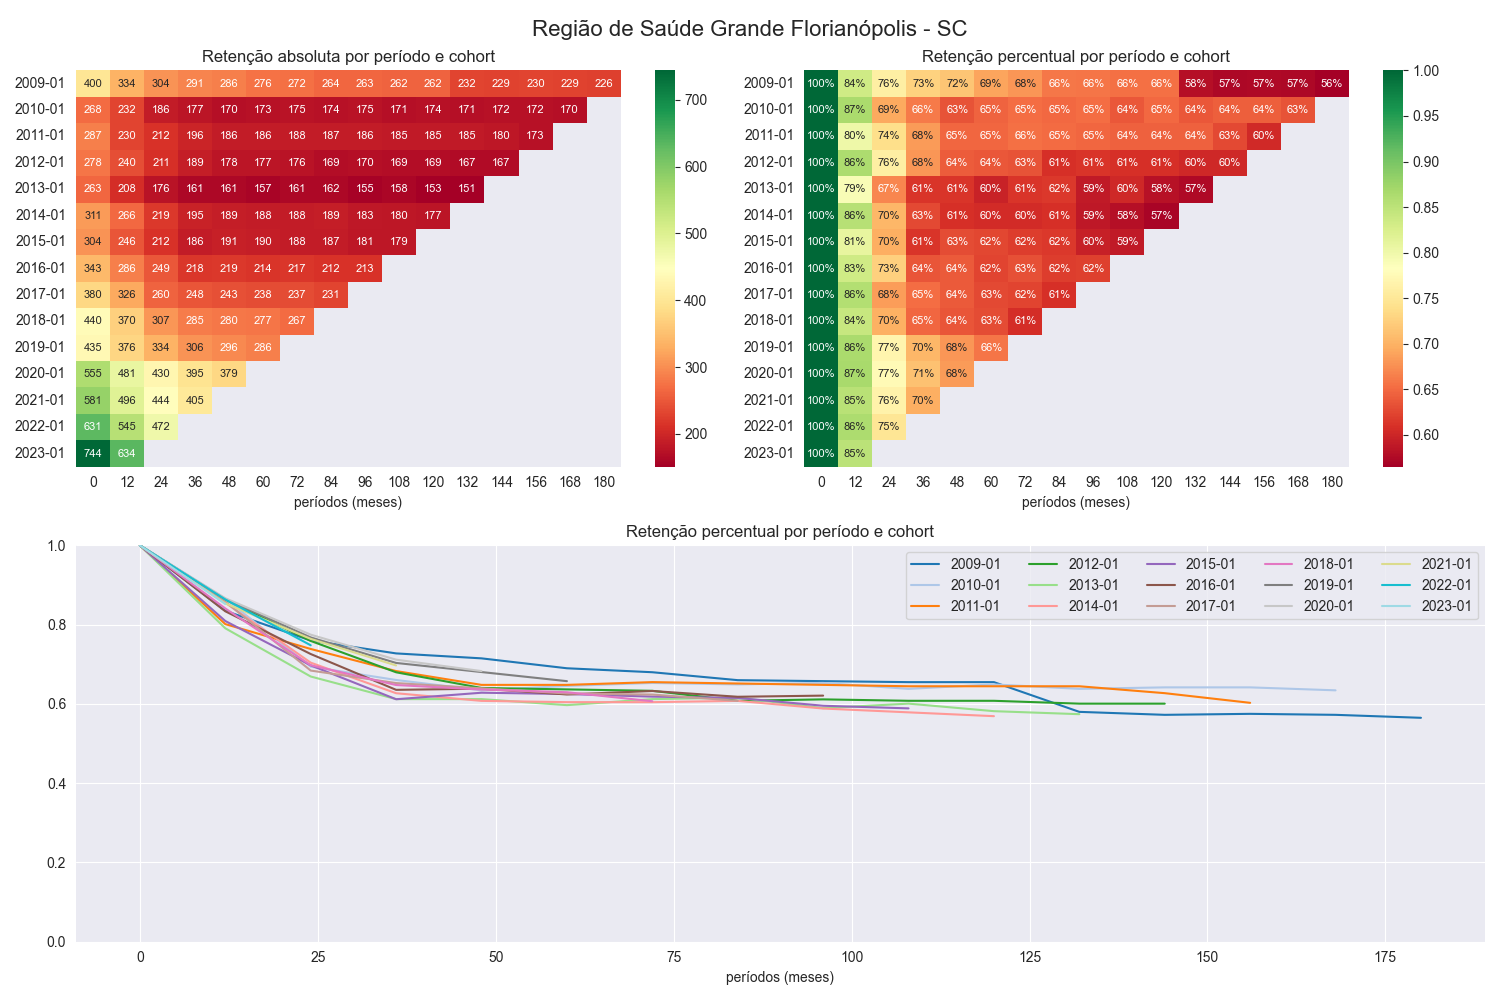 Região de Saúde Grande Florianópolis - SC
Retenção absoluta por período e cohort
2009-01 400 334 304 291 286 276 272 264 263 262 262 232 229 230 229 226
2010-01 268 232 186 177 170 173 175 174 175 171 174 171 172 172 170
2011-01 287 230 212 196 186 186 188 187 186 185 185 185 180 173
2012-01 278 240 211 189 178 177 176 169 170 169 169 167 167
2013-01 263 208 176 161 161 157 161 162 155 158 153 151
2014-01 311 266 219 195 189 188 188 189 183 180 177
2015-01 304 246 212 186 191 190 188 187 181 179
2016-01 343 286 249 218 219 214 217 212 213
2017-01 380 326 260 248 243 238 237 231
2018-01 440 370 307 285 280 277 267
2019-01 435 376 334 306 296 286
2020-01 555 481 430 395 379
2021-01 581 496 444 405
2022-01 631 545 472
2023-01 744 634
0 12 24 36 48 60 72 84 96 108 120 132 144 156 168 180
períodos (meses)
700
600
500
400
300
200
Retenção percentual por período e cohort
2009-01 100% 84% 76% 73% 72% 69% 68% 66% 66% 66% 66% 58% 57% 57% 57% 56%
2010-01 100% 87% 69% 66% 63% 65% 65% 65% 65% 64% 65% 64% 64% 64% 63%
2011-01 100% 80% 74% 68% 65% 65% 66% 65% 65% 64% 64% 64% 63% 60%
2012-01 100% 86% 76% 68% 64% 64% 63% 61% 61% 61% 61% 60% 60%
2013-01 100% 79% 67% 61% 61% 60% 61% 62% 59% 60% 58% 57%
2014-01 100% 86% 70% 63% 61% 60% 60% 61% 59% 58% 57%
2015-01 100% 81% 70% 61% 63% 62% 62% 62% 60% 59%
2016-01 100% 83% 73% 64% 64% 62% 63% 62% 62%
2017-01 100% 86% 68% 65% 64% 63% 62% 61%
2018-01 100% 84% 70% 65% 64% 63% 61%
2019-01 100% 86% 77% 70% 68% 66%
2020-01 100% 87% 77% 71% 68%
2021-01 100% 85% 76% 70%
2022-01 100% 86% 75%
2023-01 100% 85%
0 12 24 36 48 60 72 84 96 108 120 132 144 156 168 180
períodos (meses)
1.00
0.95
0.90
0.85
0.80
0.75
0.70
0.65
0.60
Retenção percentual por período e cohort
1.0
0.8
0.6
0.4
0.2
0.0
2009-01 2012-01 2015-01 2018-01 2021-01
2010-01 2013-01 2016-01 2019-01 2022-01
2011-01 2014-01 2017-01 2020-01 2023-01
0 25 50 75 100 125 150 175
períodos (meses)